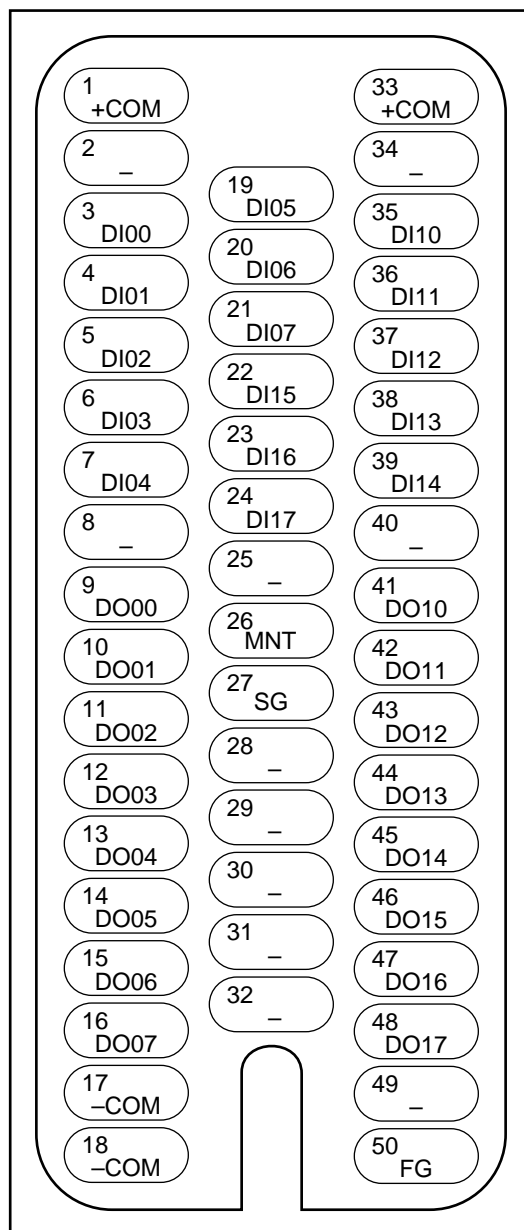 1
+COM
2
–
3
DI00
4
DI01
5
DI02
6
DI03
7
DI04
8
–
9
DO00
10
DO01
11
DO02
12
DO03
13
DO04
14
DO05
15
DO06
16
DO07
17
–COM
18
–COM
19
DI05
20
DI06
21
DI07
22
DI15
23
DI16
24
DI17
25
–
26
MNT
27
SG
28
–
29
–
30
–
31
–
32
–
33
+COM
34
–
35
DI10
36
DI11
37
DI12
38
DI13
39
DI14
40
–
41
DO10
42
DO11
43
DO12
44
DO13
45
DO14
46
DO15
47
DO16
48
DO17
49
–
50
FG